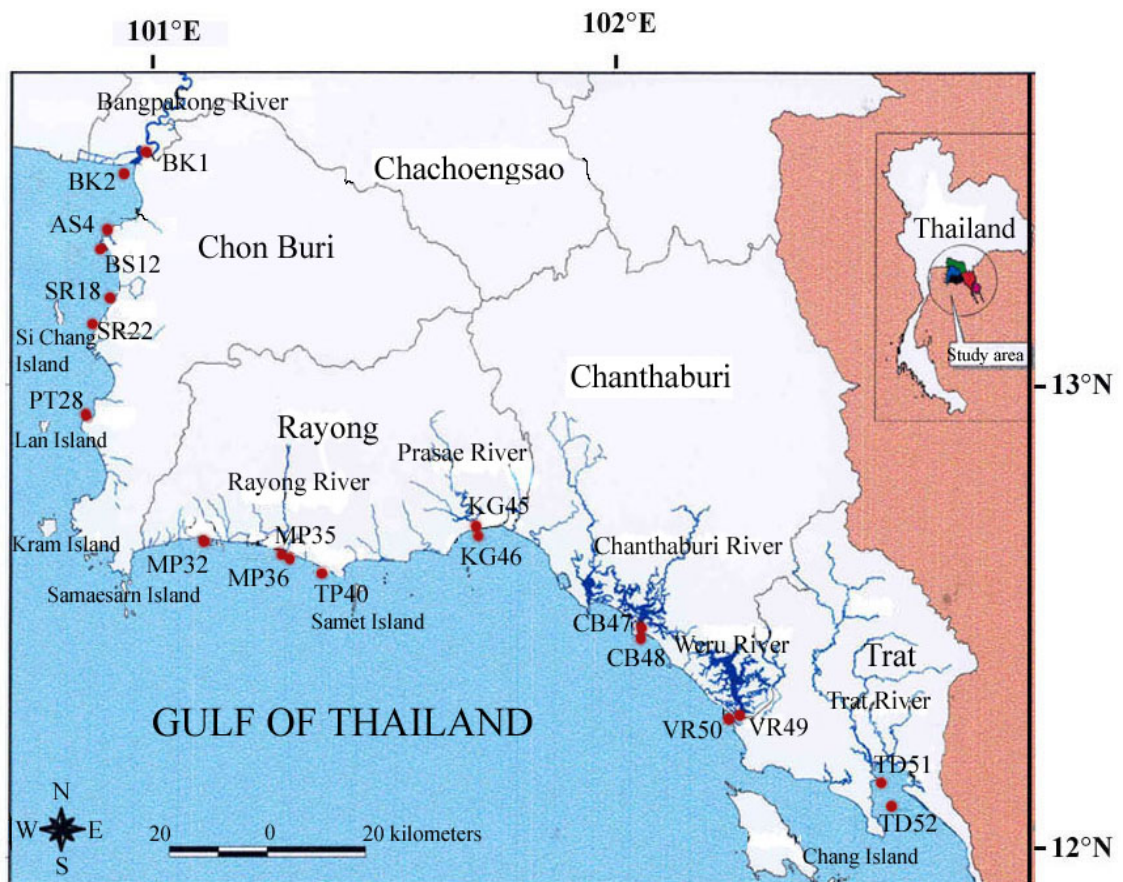 101°E
102°E
Bangpakong River
BK1
BK2
Chachoengsao
AS4
Chon Buri
BS12
Thailand
SR18
SR22
Si Chang
Island
Study area
PT28
Chanthaburi
13°N
Lan Island
Rayong
Prasae River
Rayong River
KG45
Kram Island
MP35
KG46
Chanthaburi River
MP32
MP36
TP40
Samaesarn Island
Samet Island
CB47
Weru River
CB48
Trat
Trat River
GULF OF THAILAND
VR50
VR49
TD51
N
W
E
S
20
0
20 kilometers
TD52
Chang Island
12°N